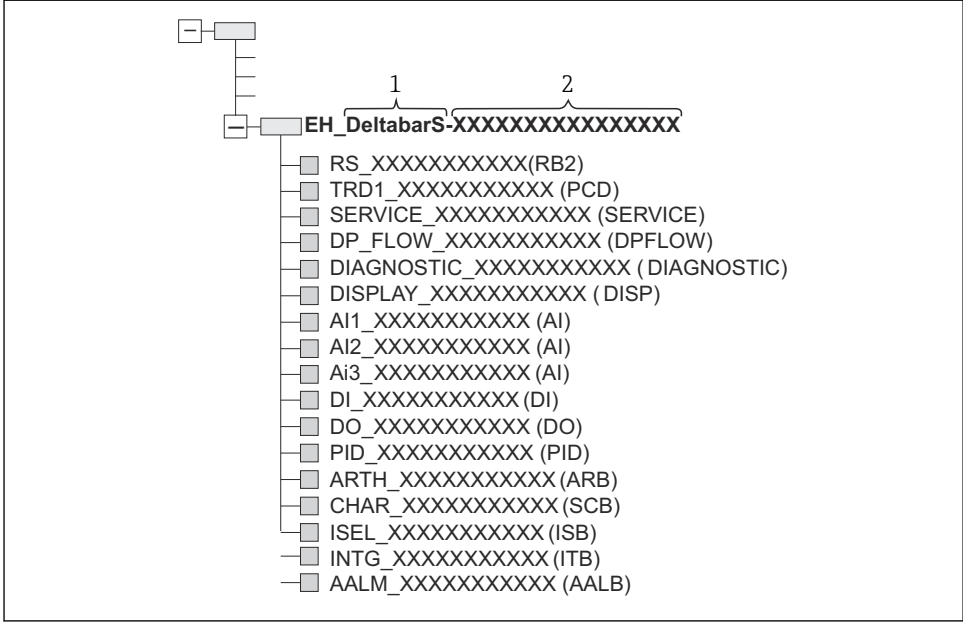 1 2
EH_DeltabarS-XXXXXXXXXXXXXXXX
RS_XXXXXXXXXXX(RB2)
TRD1_XXXXXXXXXXX (PCD)
SERVICE_XXXXXXXXXXX (SERVICE)
DP_FLOW_XXXXXXXXXXX (DPFLOW)
DIAGNOSTIC_XXXXXXXXXXX ( DIAGNOSTIC)
DISPLAY_XXXXXXXXXXX ( DISP)
AI1_XXXXXXXXXXX (AI)
AI2_XXXXXXXXXXX (AI)
Ai3_XXXXXXXXXXX (AI)
DI_XXXXXXXXXXX (DI)
DO_XXXXXXXXXXX (DO)
PID_XXXXXXXXXXX (PID)
ARTH_XXXXXXXXXXX (ARB)
CHAR_XXXXXXXXXXX (SCB)
ISEL_XXXXXXXXXXX (ISB)
INTG_XXXXXXXXXXX (ITB)
AALM_XXXXXXXXXXX (AALB)